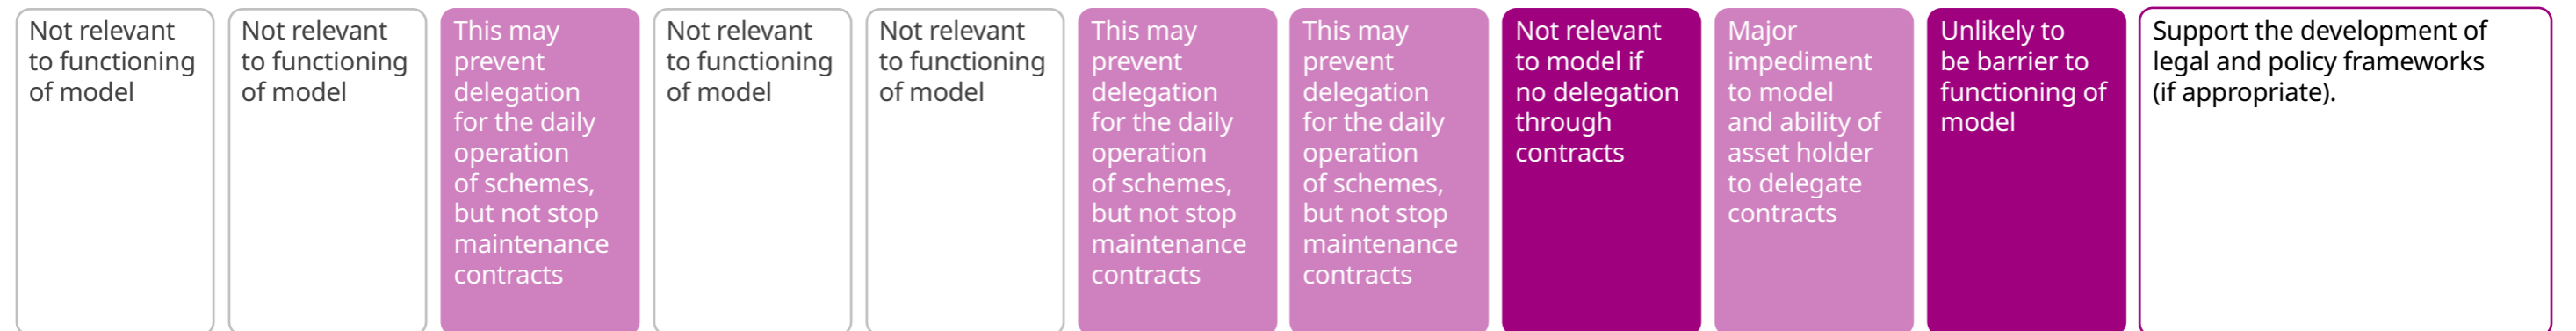 Not relevant
to functioning
of model
Not relevant
to functioning
of model
This may
prevent
delegation
for the daily
operation
of schemes,
but not stop
maintenance
contracts
Not relevant
to functioning
of model
Not relevant
to functioning
of model
This may
prevent
delegation
for the daily
operation
of schemes,
but not stop
maintenance
contracts
This may
prevent
delegation
for the daily
operation
of schemes,
but not stop
maintenance
contracts
Not relevant
to model if
no delegation
through
contracts
Major
impediment
to model
and ability of
asset holder
to delegate
contracts
Unlikely to
be barrier to
functioning of
model
Support the development of
legal and policy frameworks
(if appropriate).